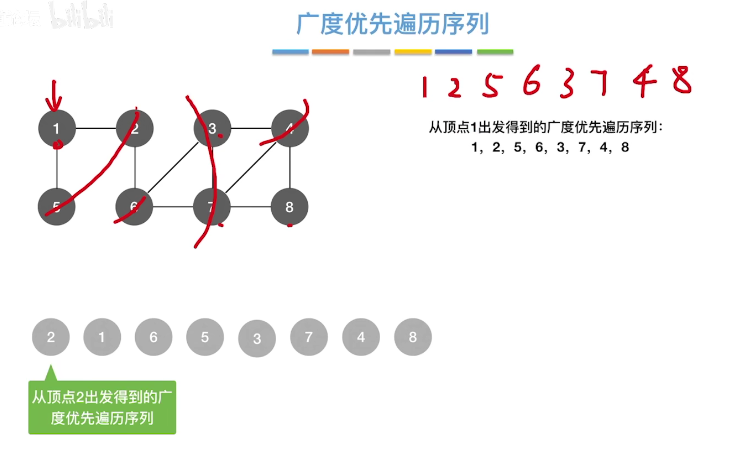 bilibili
广度优先遍历序列
1 2 5 6 3 7 4 8
从顶点1出发得到的广度优先遍历序列：
1，2，5，6，3，7，4，8
1 2 3 4
5 6 7 8
2 1 6 5 3 7 4 8
从顶点2出发得到的广
度优先遍历序列